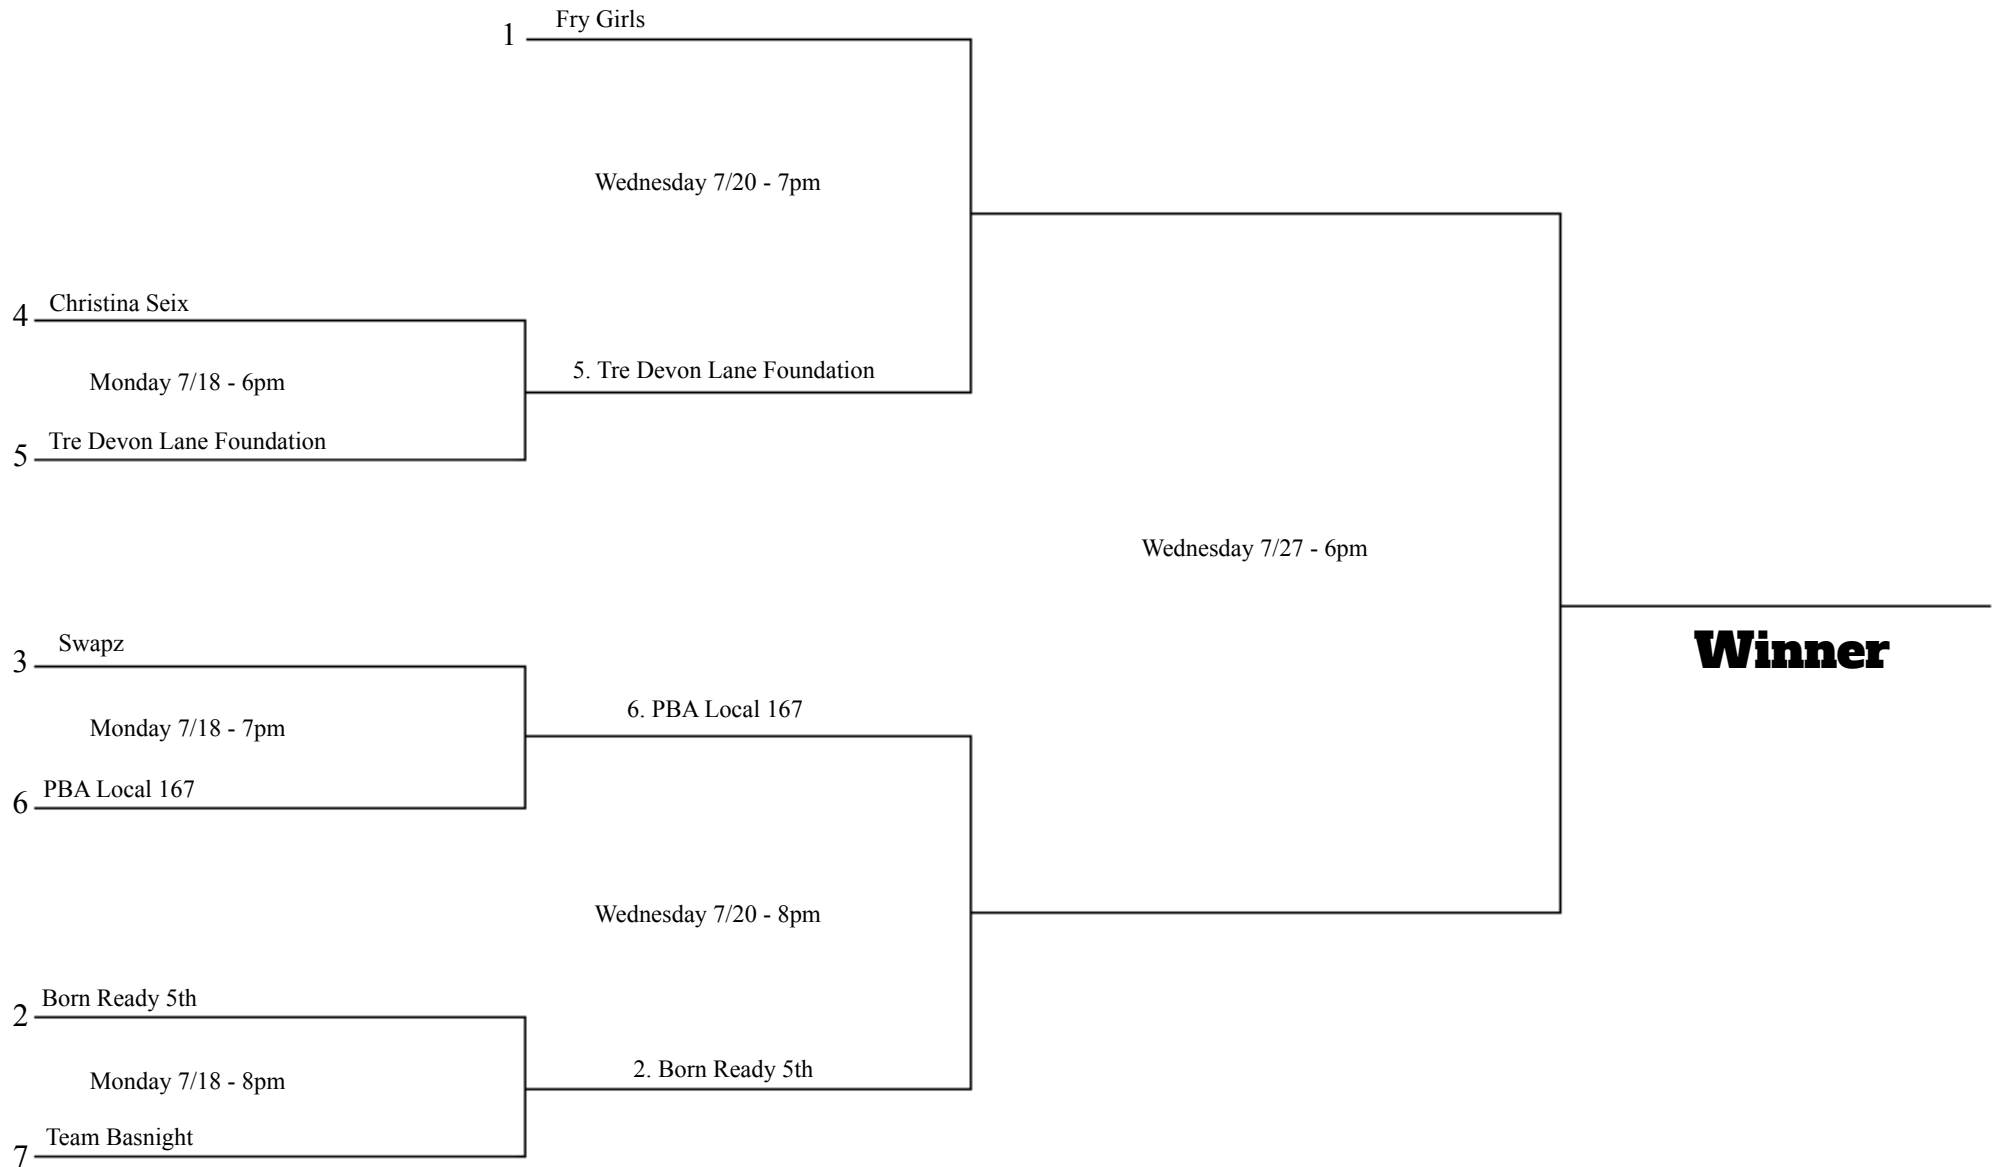 Fry Girls
1
Wednesday 7/20 - 7pm
Christina Seix
4
Monday 7/18 - 6pm
5. Tre Devon Lane Foundation
Tre Devon Lane Foundation
5
Wednesday 7/27 - 6pm
Winner
Swapz
3
6. PBA Local 167
Monday 7/18 - 7pm
PBA Local 167
6
Wednesday 7/20 - 8pm
Born Ready 5th
2
2. Born Ready 5th
Monday 7/18 - 8pm
Team Basnight
7